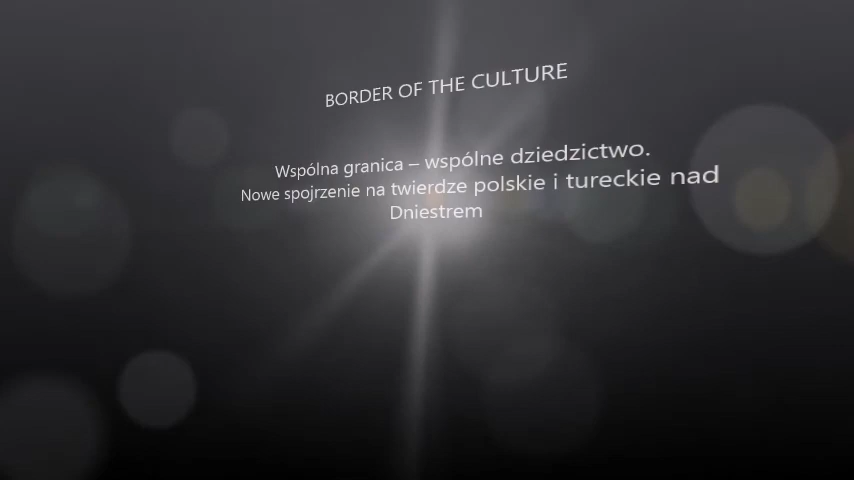 BORDER OF THE CULTURE
Wspólna granica – wspólne dziedzictwo.
Nowe spojrzenie na twierdze polskie i tureckie nad
Dniestrem